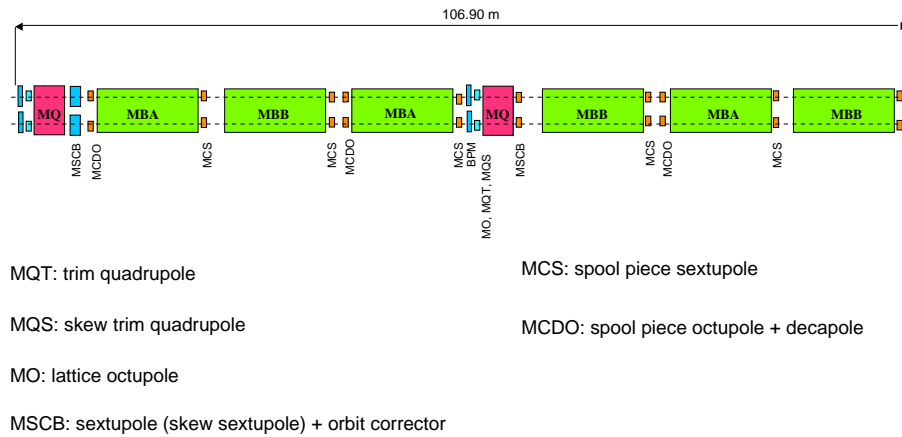 106.90 m
MQ
MBA
MBB
MBA
MQ
MBB
MBA
MBB
MSCB
MCDO
MCS
MCS
MCDO
MCS
BPM
MO, MQT, MQS
MSCB
MCS
MCDO
MCS
MQT: trim quadrupole
MCS: spool piece sextupole
MQS: skew trim quadrupole
MCDO: spool piece octupole + decapole
MO: lattice octupole
MSCB: sextupole (skew sextupole) + orbit corrector